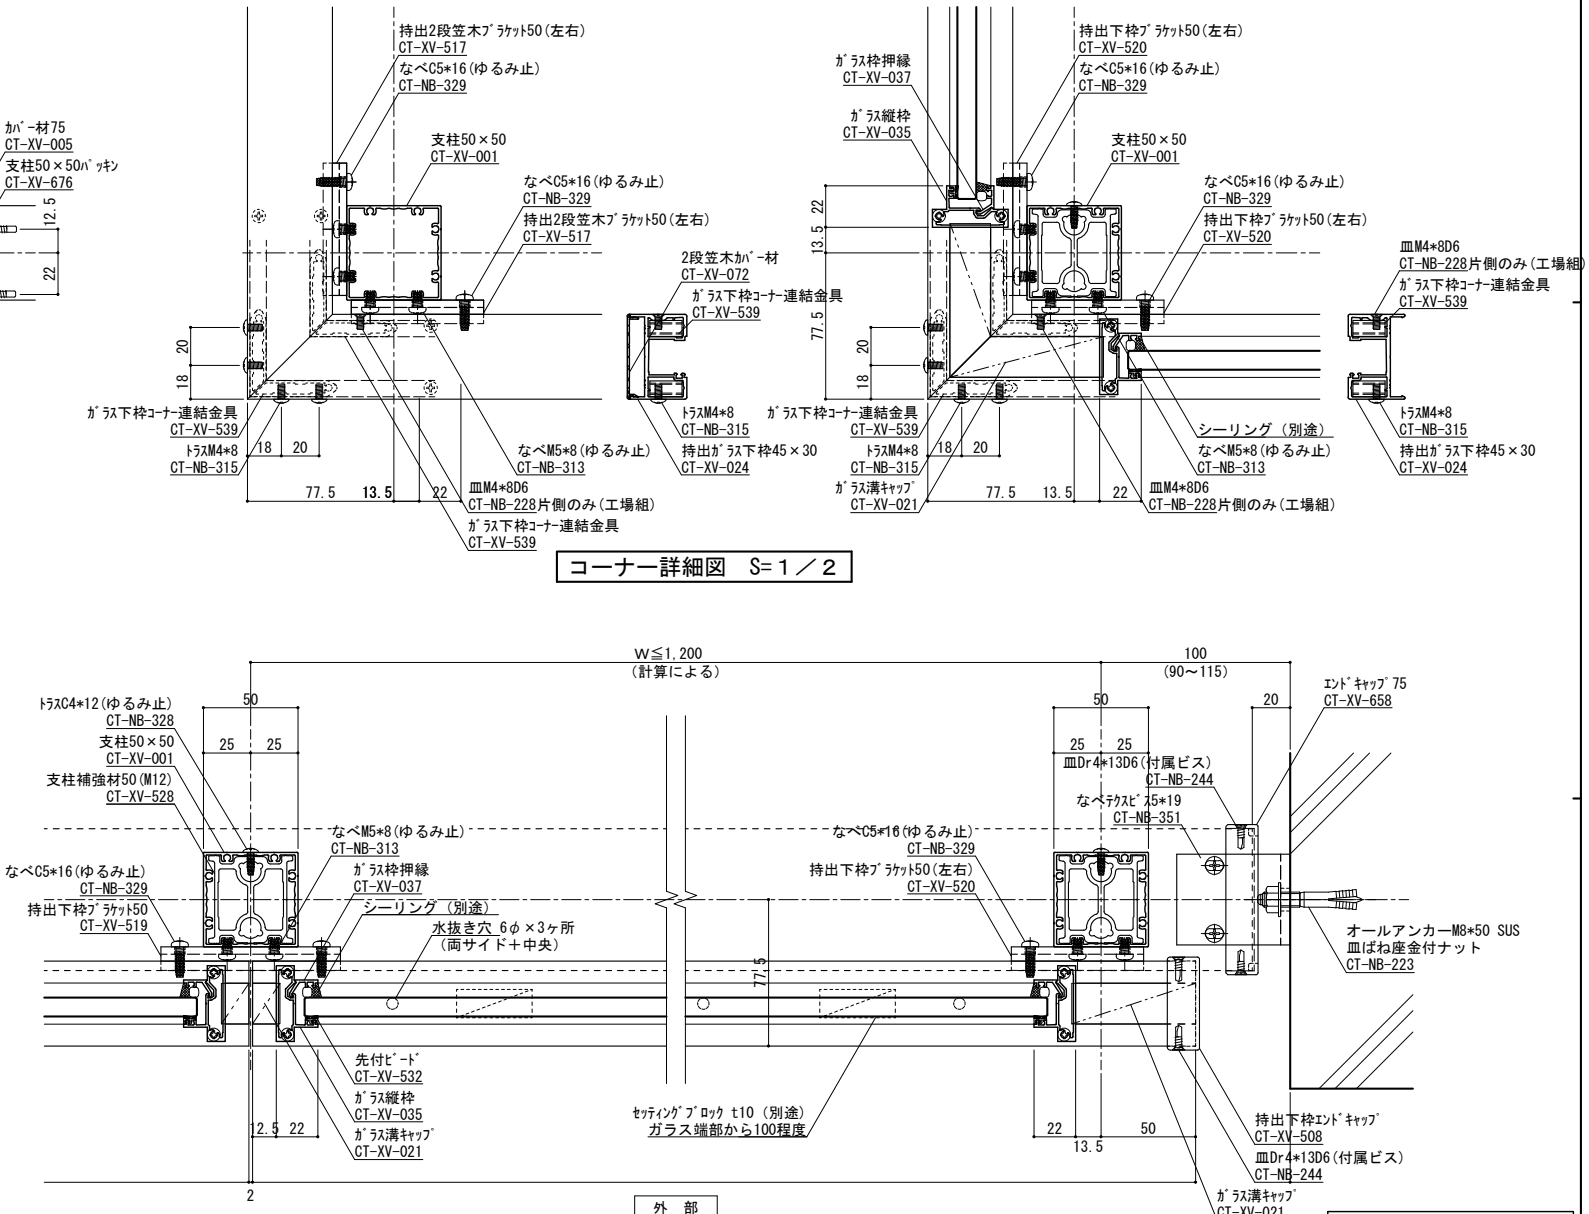 持出2段笠木ﾌﾞﾗｹｯﾄ50(左右)
CT-XV-517
なべC5*16(ゆるみ止)
CT-NB-329
ｶﾊﾞｰ材75
CT-XV-005
支柱50×50ﾊﾟｯｷﾝ
CT-XV-676
12.5
22
支柱50×50
CT-XV-001
なべC5*16(ゆるみ止)
CT-NB-329
持出2段笠木ﾌﾞﾗｹｯﾄ50(左右)
CT-XV-517
2段笠木ｶﾊﾞｰ材
CT-XV-072
ｶﾞﾗｽ下枠ｺｰﾅｰ連結金具
CT-XV-539
20
18
ｶﾞﾗｽ下枠ｺｰﾅｰ連結金具
CT-XV-539
ﾄﾗｽM4*8
CT-NB-315
18
20
77.5
13.5
22
なべM5*8(ゆるみ止)
CT-NB-313
皿M4*8D6
CT-NB-228片側のみ(工場組)
ｶﾞﾗｽ下枠ｺｰﾅｰ連結金具
CT-XV-539
ﾄﾗｽM4*8
CT-NB-315
持出ｶﾞﾗｽ下枠45×30
CT-XV-024
持出下枠ﾌﾞﾗｹｯﾄ50(左右)
CT-XV-520
なべC5*16(ゆるみ止)
CT-NB-329
ｶﾞﾗｽ枠押縁
CT-XV-037
ｶﾞﾗｽ縦枠
CT-XV-035
支柱50×50
CT-XV-001
なべC5*16(ゆるみ止)
CT-NB-329
持出下枠ﾌﾞﾗｹｯﾄ50(左右)
CT-XV-520
22
13.5
77.5
20
18
皿M4*8D6
CT-NB-228片側のみ(工場組)
ｶﾞﾗｽ下枠ｺｰﾅｰ連結金具
CT-XV-539
ｶﾞﾗｽ下枠ｺｰﾅｰ連結金具
CT-XV-539
ﾄﾗｽM4*8
CT-NB-315
ｶﾞﾗｽ溝ｷｬｯﾌﾟ
CT-XV-021
18
20
77.5
13.5
22
シーリング（別途）
なべM5*8(ゆるみ止)
CT-NB-313
皿M4*8D6
CT-NB-228片側のみ(工場組)
ﾄﾗｽM4*8
CT-NB-315
持出ｶﾞﾗｽ下枠45×30
CT-XV-024
コーナー詳細図　S=１／２
W≦1,200
(計算による)
100
(90～115)
ﾄﾗｽC4*12(ゆるみ止)
CT-NB-328
支柱50×50
CT-XV-001
支柱補強材50(M12)
CT-XV-528
50
25
25
50
25
25
20
ｴﾝﾄﾞｷｬｯﾌﾟ75
CT-XV-658
皿Dr4*13D6(付属ビス)
CT-NB-244
なべﾃｸｽﾋﾞｽ5*19
CT-NB-351
なべM5*8(ゆるみ止)
CT-NB-313
ｶﾞﾗｽ枠押縁
CT-XV-037
シーリング（別途）
水抜き穴 6φ×3ヶ所
(両サイド+中央)
なべC5*16(ゆるみ止)
CT-NB-329
持出下枠ﾌﾞﾗｹｯﾄ50
CT-XV-519
なべC5*16(ゆるみ止)
CT-NB-329
持出下枠ﾌﾞﾗｹｯﾄ50(左右)
CT-XV-520
77.5
オールアンカーM8*50 SUS
皿ばね座金付ナット
CT-NB-223
先付ﾋﾞｰﾄﾞ
CT-XV-532
ｶﾞﾗｽ縦枠
CT-XV-035
ｶﾞﾗｽ溝ｷｬｯﾌﾟ
CT-XV-021
12.5
22
2
ｾｯﾃｨﾝｸﾞﾌﾞﾛｯｸ t10（別途）
ガラス端部から100程度
22
13.5
50
持出下枠ｴﾝﾄﾞｷｬｯﾌﾟ
CT-XV-508
皿Dr4*13D6(付属ビス)
CT-NB-244
ｶﾞﾗｽ溝ｷｬｯﾌﾟ
CT-XV-021
外　部